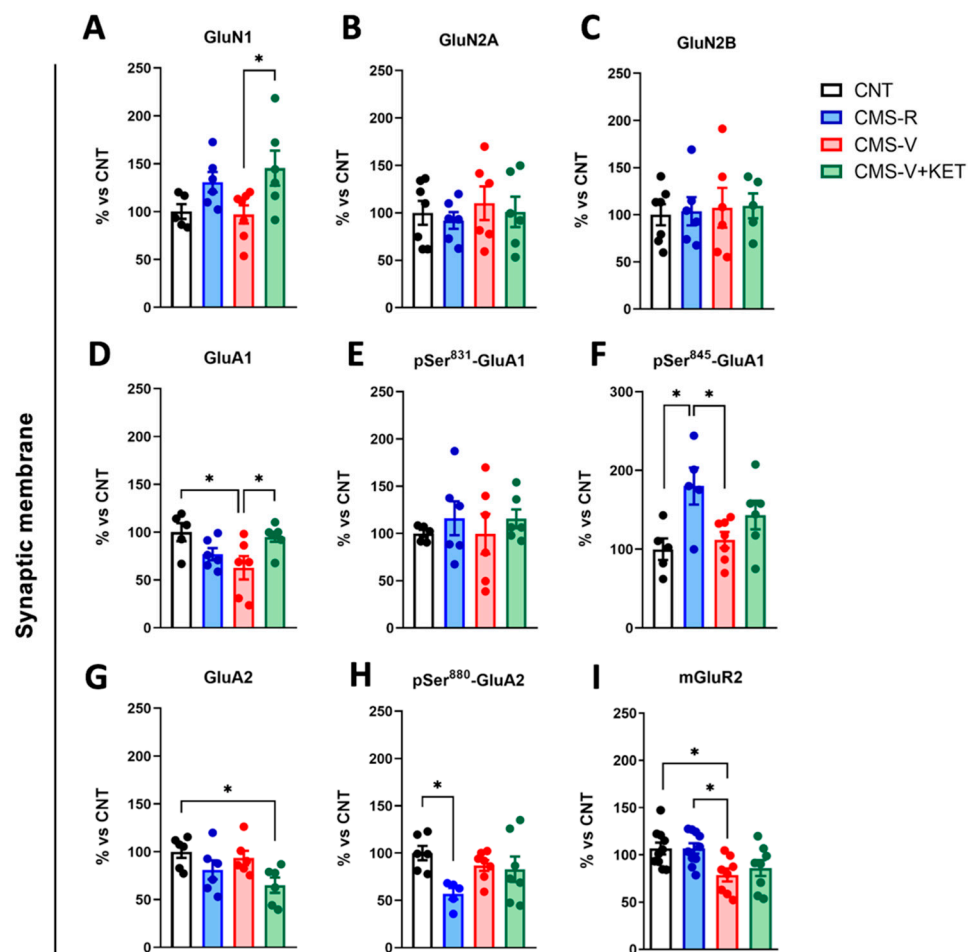 A
GluN1
B
GluN2A
C
GluN2B
CNT
CMS-R
CMS-V
CMS-V+KET
% vs CNT
250
200
150
100
50
0
*
% vs CNT
250
200
150
100
50
0
% vs CNT
250
200
150
100
50
0
Synaptic membrane
D
GluA1
E
pSer⁸³¹-GluA1
F
pSer⁸⁴⁵-GluA1
% vs CNT
250
200
150
100
50
0
*
*
% vs CNT
250
200
150
100
50
0
% vs CNT
300
200
100
0
*
*
G
GluA2
H
pSer⁸⁸⁰-GluA2
I
mGluR2
% vs CNT
250
200
150
100
50
0
*
% vs CNT
250
200
150
100
50
0
*
% vs CNT
250
200
150
100
50
0
*
*